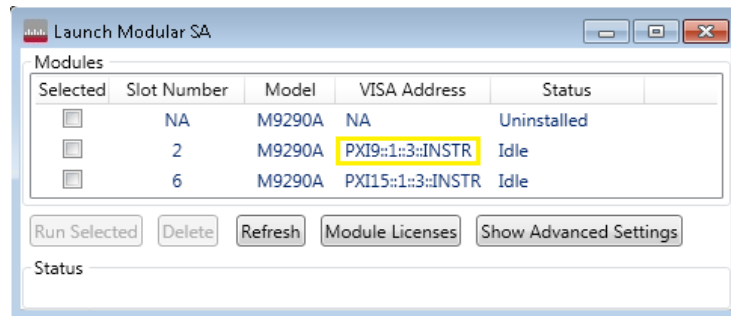 Launch Modular SA
Modules
Selected Slot Number Model VISA Address Status
NA M9290A NA Uninstalled
2 M9290A PXI9::1::3::INSTR Idle
6 M9290A PXI15::1::3::INSTR Idle
Run Selected Delete Refresh Module Licenses Show Advanced Settings
Status